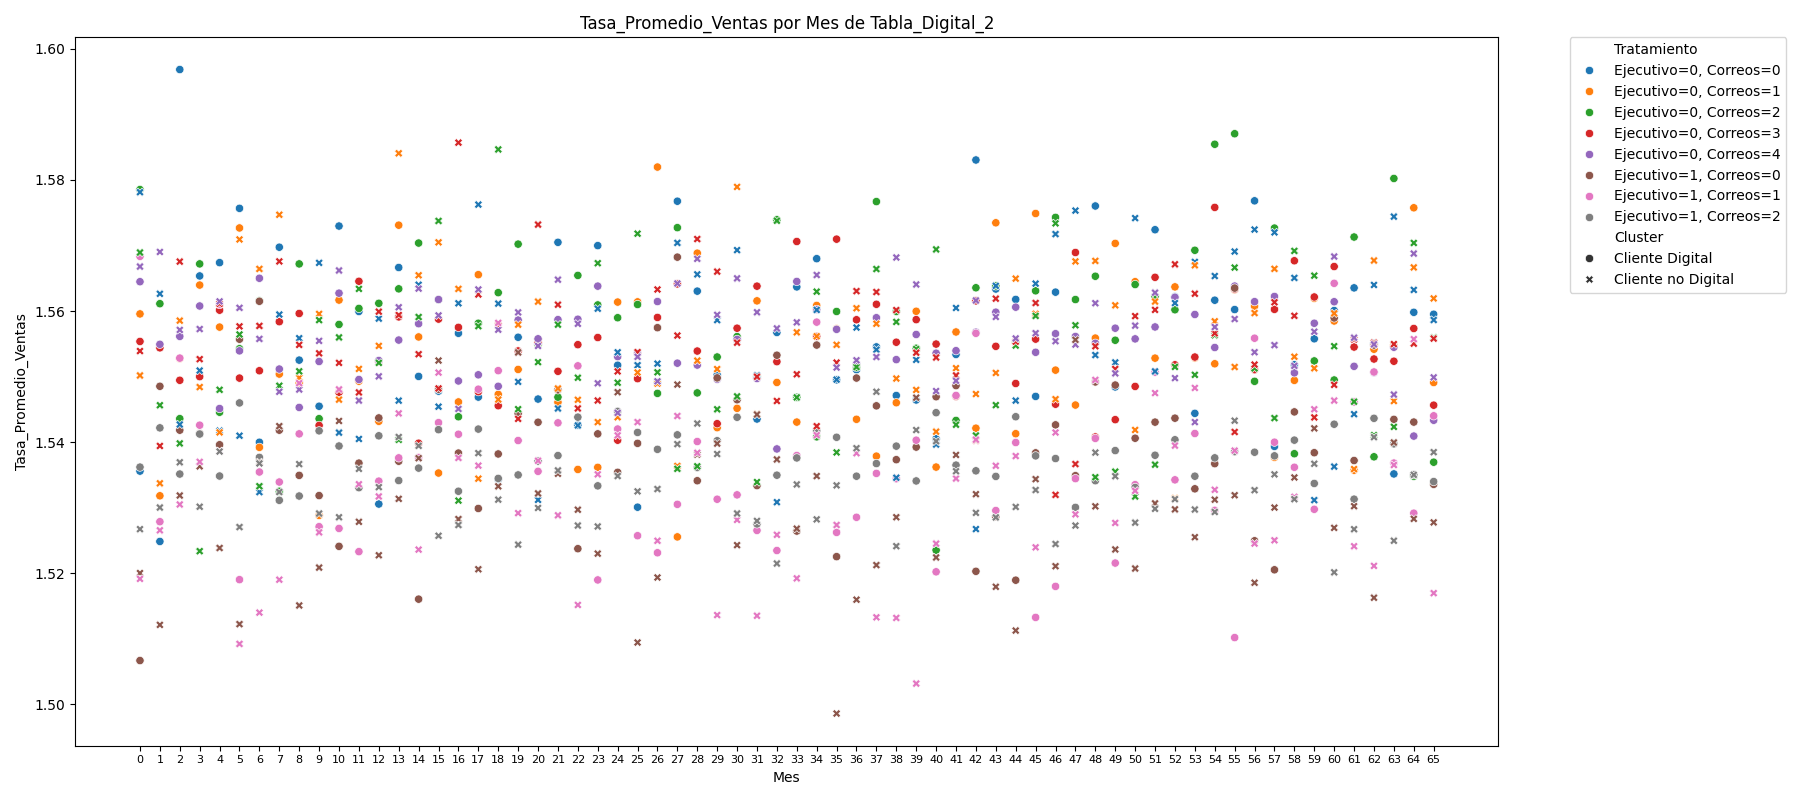 Tasa_Promedio_Ventas por Mes de Tabla_Digital_2
Tasa_Promedio_Ventas
1.60
1.58
1.56
1.54
1.52
1.50
0 1 2 3 4 5 6 7 8 9 10 11 12 13 14 15 16 17 18 19 20 21 22 23 24 25 26 27 28 29 30 31 32 33 34 35 36 37 38 39 40 41 42 43 44 45 46 47 48 49 50 51 52 53 54 55 56 57 58 59 60 61 62 63 64 65
Mes
Tratamiento
Ejecutivo=0, Correos=0
Ejecutivo=0, Correos=1
Ejecutivo=0, Correos=2
Ejecutivo=0, Correos=3
Ejecutivo=0, Correos=4
Ejecutivo=1, Correos=0
Ejecutivo=1, Correos=1
Ejecutivo=1, Correos=2
Cluster
Cliente Digital
Cliente no Digital